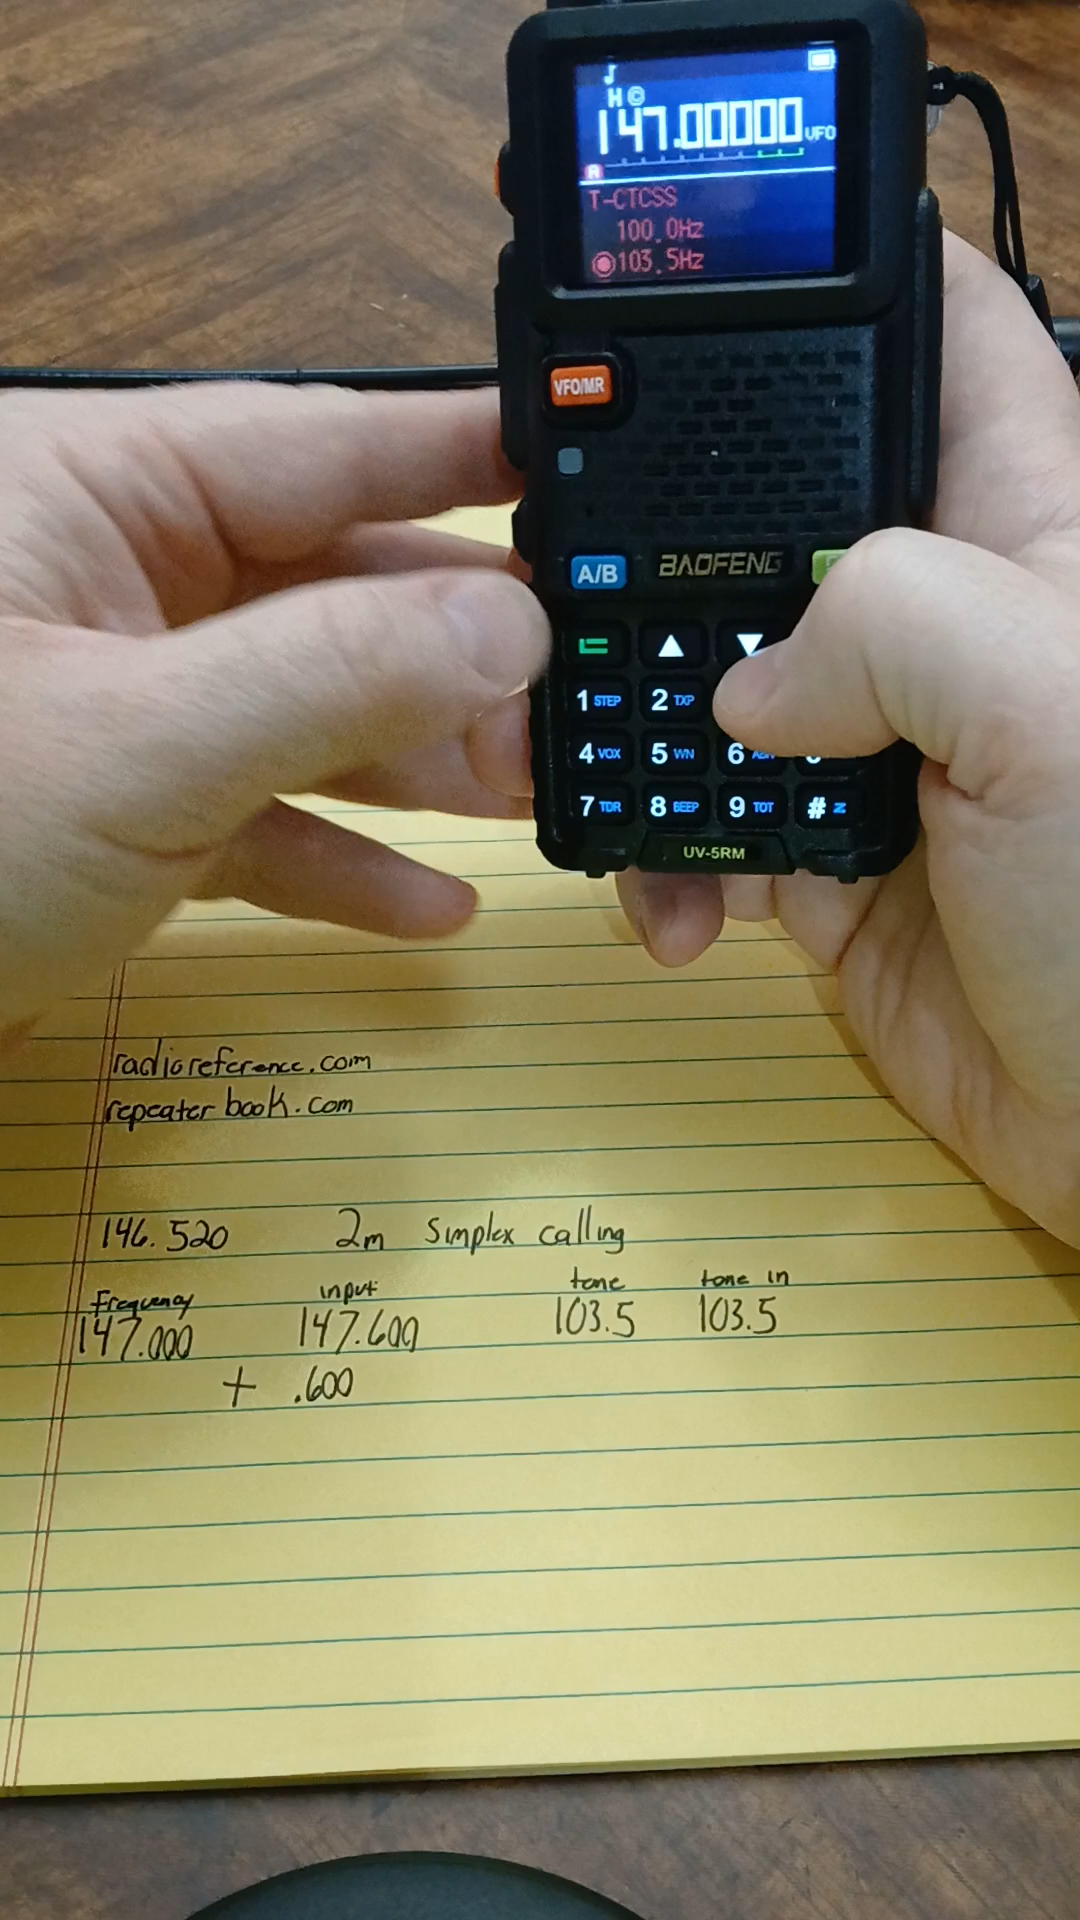 H ©
147.00000 VFO
A
T-CTCSS
100.0Hz
103.5Hz
VFO/MR
A/B BAOFENG
1 STEP 2 TXP
4 VOX 5 WN 6
7 TDR 8 BEEP 9 TOT #
UV-5RM
radioreference.com
repeater book.com
146.520 2m Simplex calling
frequency input tone tone in
147.000 147.600 103.5 103.5
+ .600